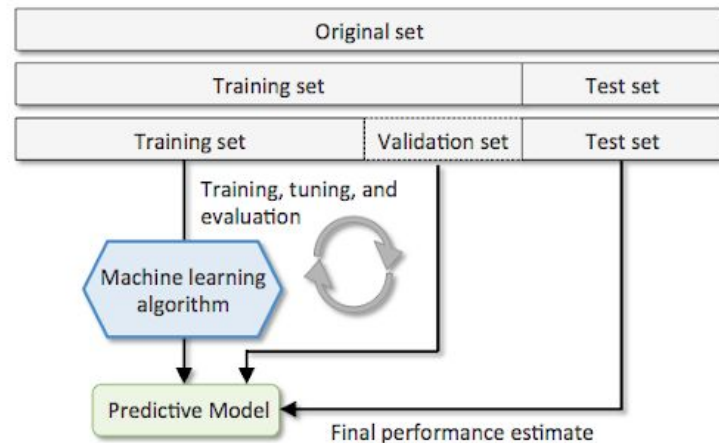 Original set
Training set
Test set
Training set
Validation set
Test set
Training, tuning, and
evaluation
Machine learning
algorithm
Predictive Model
Final performance estimate